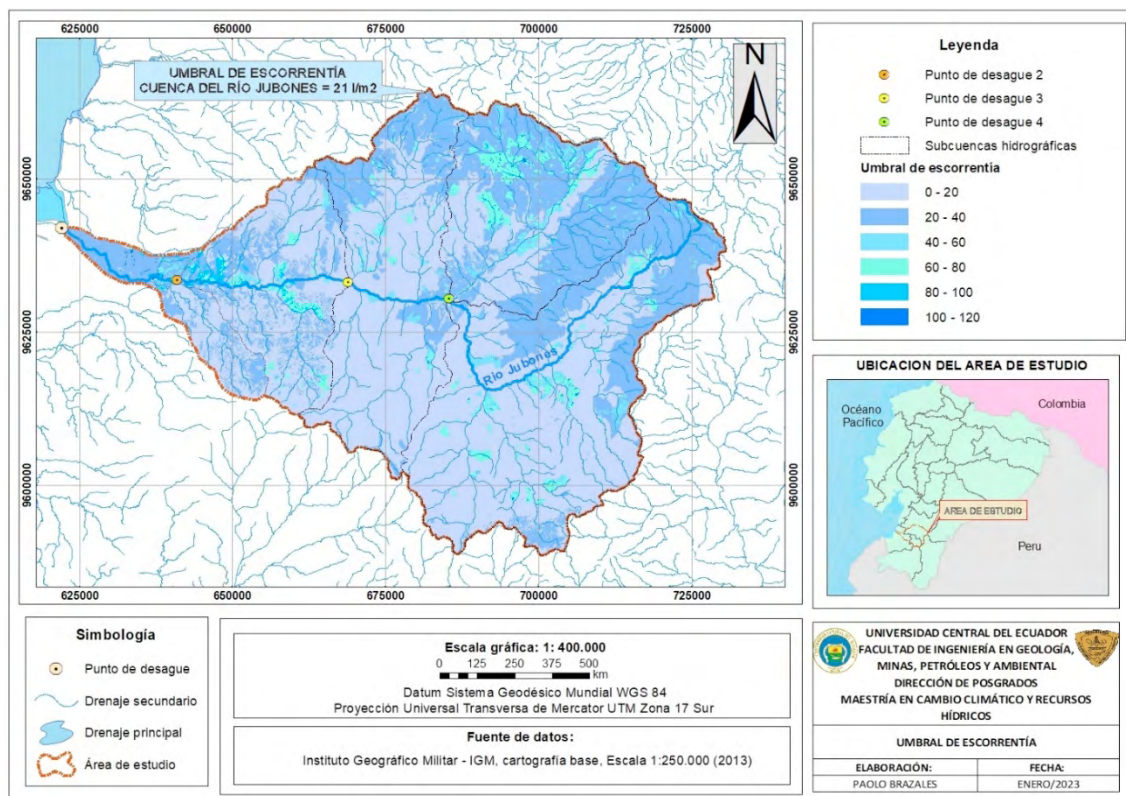 625000 650000 675000 700000 725000
UMBRAL DE ESCORRENTÍA
CUENCA DEL RÍO JUBONES = 21 l/m2
N
9650000
9625000
9600000
9650000
9625000
9600000
Río Jubones
625000 650000 675000 700000 725000
Leyenda
Punto de desague 2
Punto de desague 3
Punto de desague 4
Subcuencas hidrográficas
Umbral de escorrentía
0 - 20
20 - 40
40 - 60
60 - 80
80 - 100
100 - 120
UBICACION DEL AREA DE ESTUDIO
Océano
Pacífico
Colombia
AREA DE ESTUDIO
Peru
Simbología
Punto de desague
Drenaje secundario
Drenaje principal
Área de estudio
Escala gráfica: 1: 400.000
0 125 250 375 500
km
Datum Sistema Geodésico Mundial WGS 84
Proyección Universal Transversa de Mercator UTM Zona 17 Sur
Fuente de datos:
Instituto Geográfico Militar - IGM, cartografía base, Escala 1:250.000 (2013)
UNIVERSIDAD CENTRAL DEL ECUADOR
FACULTAD DE INGENIERÍA EN GEOLOGÍA,
MINAS, PETRÓLEOS Y AMBIENTAL
DIRECCIÓN DE POSGRADOS
MAESTRÍA EN CAMBIO CLIMÁTICO Y RECURSOS
HÍDRICOS
UMBRAL DE ESCORRENTÍA
ELABORACIÓN: FECHA:
PAOLO BRAZALES ENERO/2023